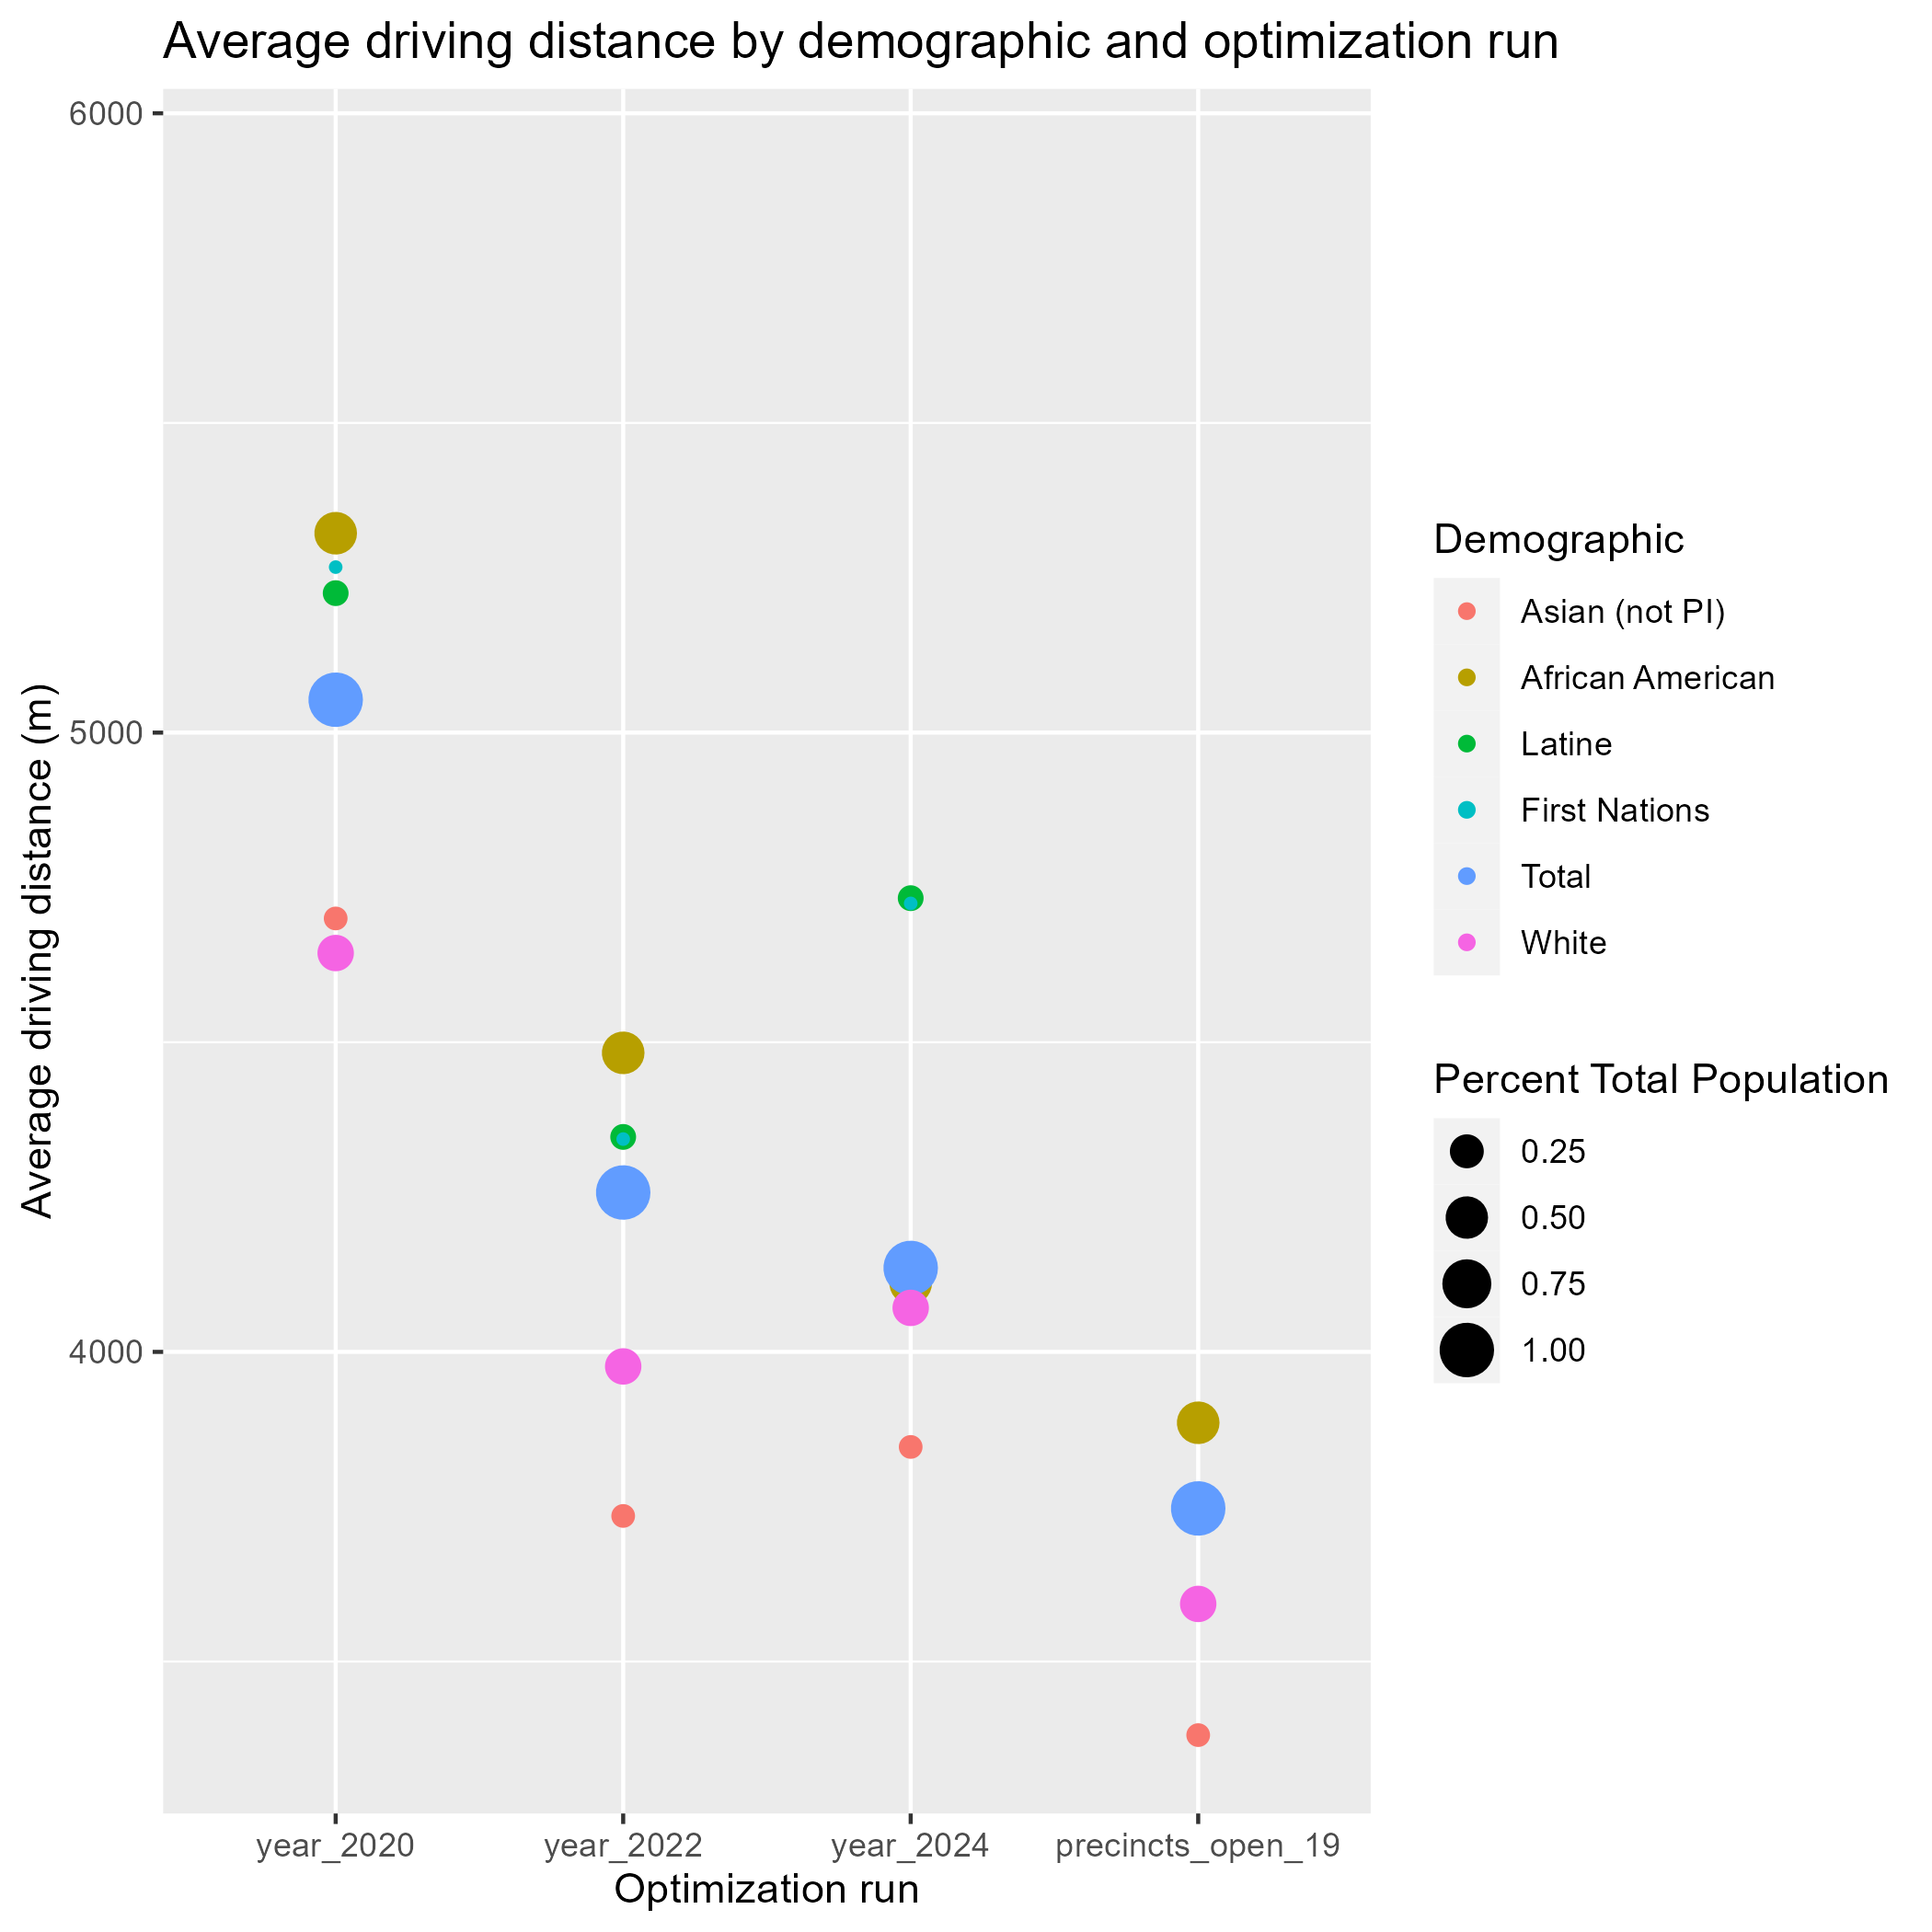 Average driving distance by demographic and optimization run
Average driving distance (m)
6000
5000
4000
year_2020
year_2022
year_2024
precincts_open_19
Optimization run
Demographic
Asian (not PI)
African American
Latine
First Nations
Total
White
Percent Total Population
0.25
0.50
0.75
1.00